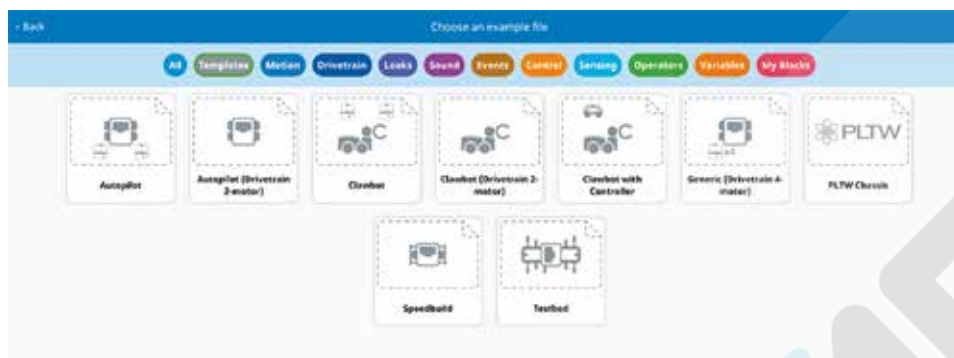 < Back
Choose an example file
All Templates Motion Drivetrain Looks Sound Events Control Sensing Operators Variables My Blocks
C C C
x4
PLTW
Autopilot
Autopilot (Drivetrain
2-motor)
Clawbot
Clawbot (Drivetrain 2-
motor)
Clawbot with
Controller
Generic (Drivetrain 4-
motor)
PLTW Chassis
Speedbuild
Testbed